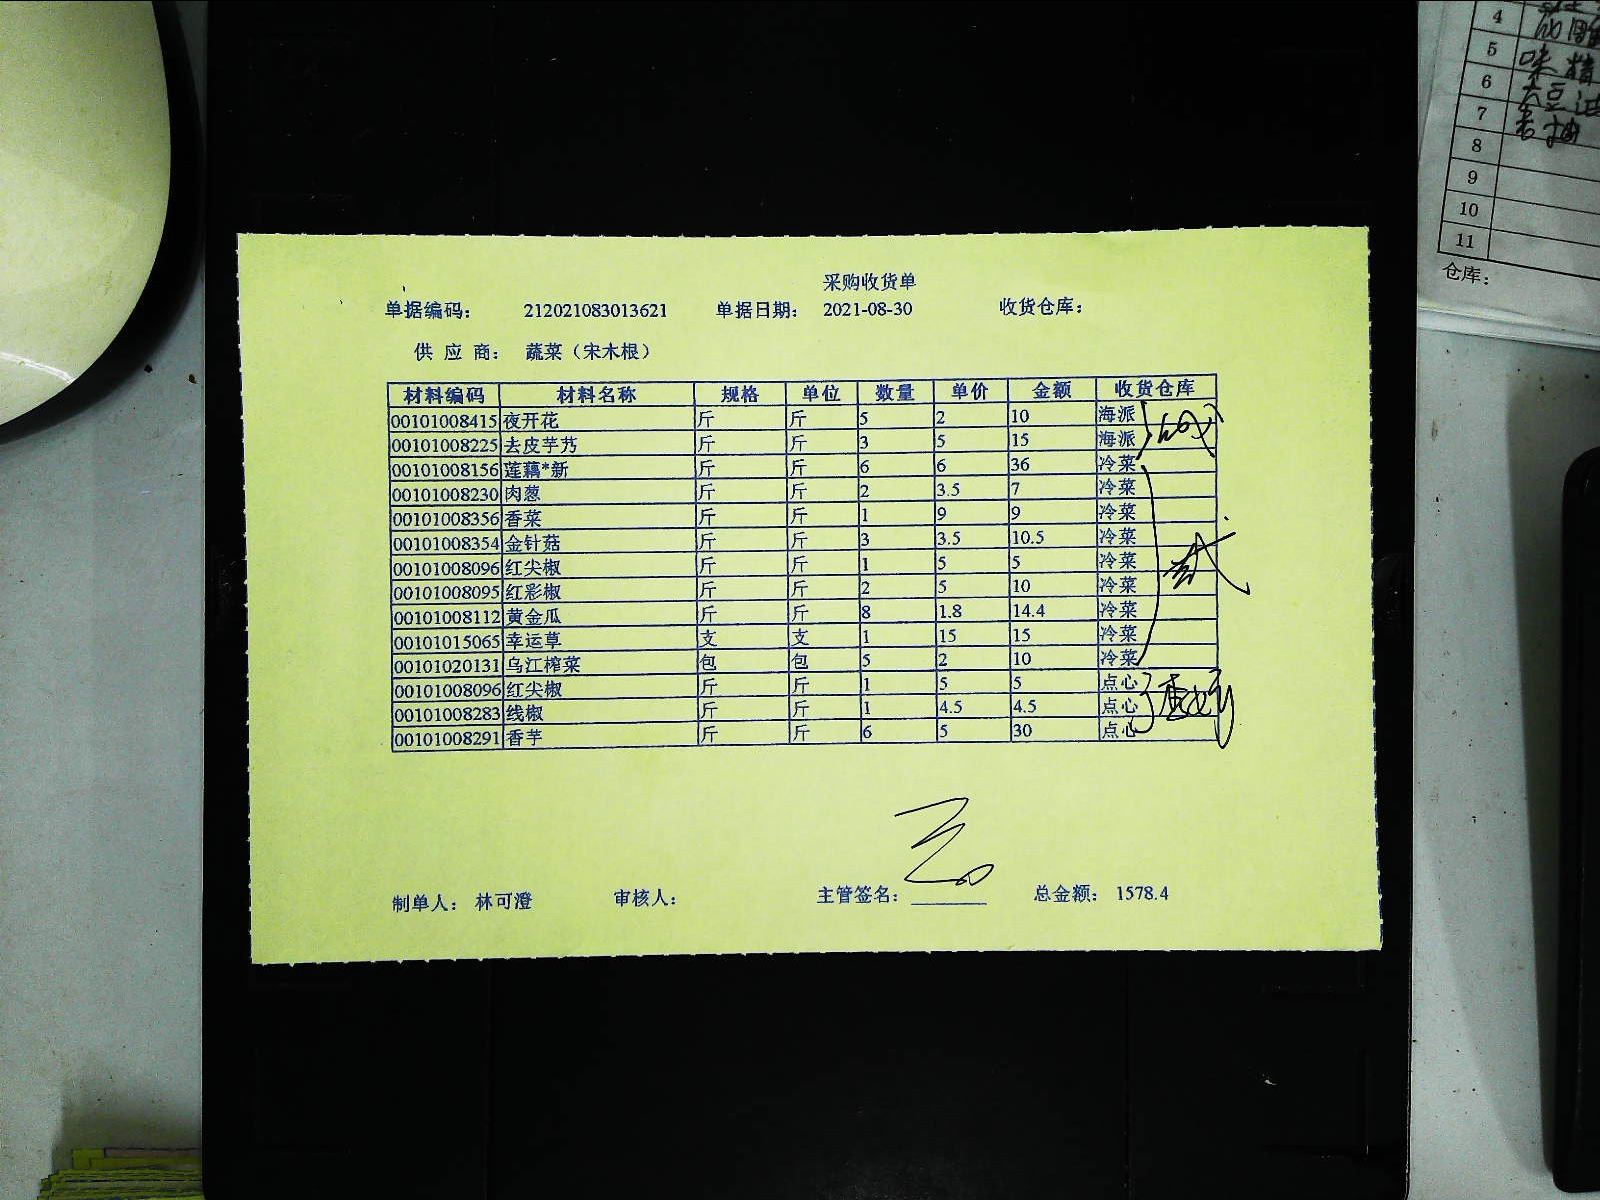 采购收货单
单据编码： 212021083013621 单据日期： 2021-08-30 收货仓库：
供 应 商： 蔬菜（宋木根）
材料编码 材料名称 规格 单位 数量 单价 金额 收货仓库
00101008415 夜开花 斤 斤 5 2 10 海派
00101008225 去皮芋艿 斤 斤 3 5 15 海派
00101008156 莲藕*新 斤 斤 6 6 36 冷菜
00101008230 肉葱 斤 斤 2 3.5 7 冷菜
00101008356 香菜 斤 斤 1 9 9 冷菜
00101008354 金针菇 斤 斤 3 3.5 10.5 冷菜
00101008096 红尖椒 斤 斤 1 5 5 冷菜
00101008095 红彩椒 斤 斤 2 5 10 冷菜
00101008112 黄金瓜 斤 斤 8 1.8 14.4 冷菜
00101015065 幸运草 支 支 1 15 15 冷菜
00101020131 乌江榨菜 包 包 5 2 10 冷菜
00101008096 红尖椒 斤 斤 1 5 5 点心
00101008283 线椒 斤 斤 1 4.5 4.5 点心
00101008291 香芋 斤 斤 6 5 30 点心
制单人： 林可澄 审核人： 主管签名： 总金额： 1578.4
4
5 味精
6
7
8
9
10
11
仓库：